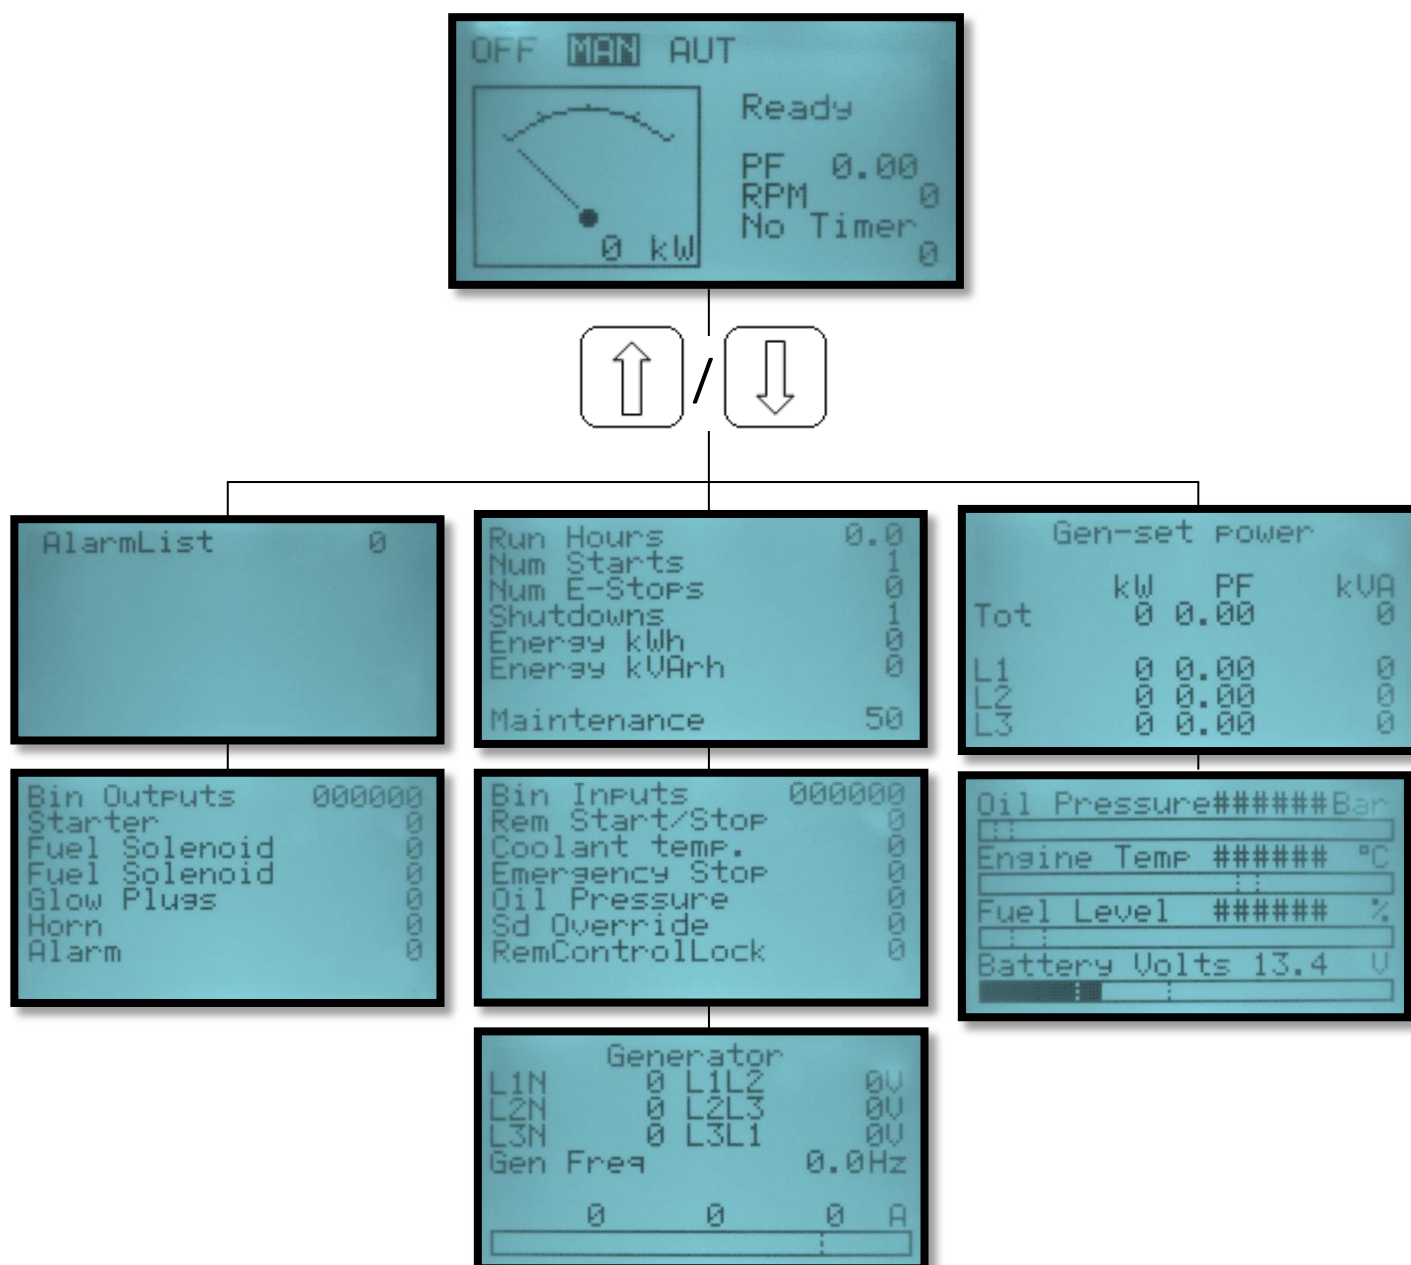 OFF MAN AUT
Ready
PF 0.00
RPM 0
No Timer
0 kW
0
/
AlarmList 0
Run Hours 0.0
Num Starts 1
Num E-Stops 0
Shutdowns 1
Energy kWh 0
Energy kVArh 0
Maintenance 50
Gen-set power
kW PF kVA
Tot 0 0.00 0
L1 0 0.00 0
L2 0 0.00 0
L3 0 0.00 0
Bin Outputs 000000
Starter 0
Fuel Solenoid 0
Fuel Solenoid 0
Glow Plugs 0
Horn 0
Alarm 0
Bin Inputs 000000
Rem Start/Stop 0
Coolant temp. 0
Emergency Stop 0
Oil Pressure 0
Sd Override 0
RemControlLock 0
Oil Pressure###### Bar
Engine Temp ###### °C
Fuel Level ###### %
Battery Volts 13.4 V
Generator
L1N 0 L1L2 0V
L2N 0 L2L3 0V
L3N 0 L3L1 0V
Gen Freq 0.0Hz
0 0 0 A